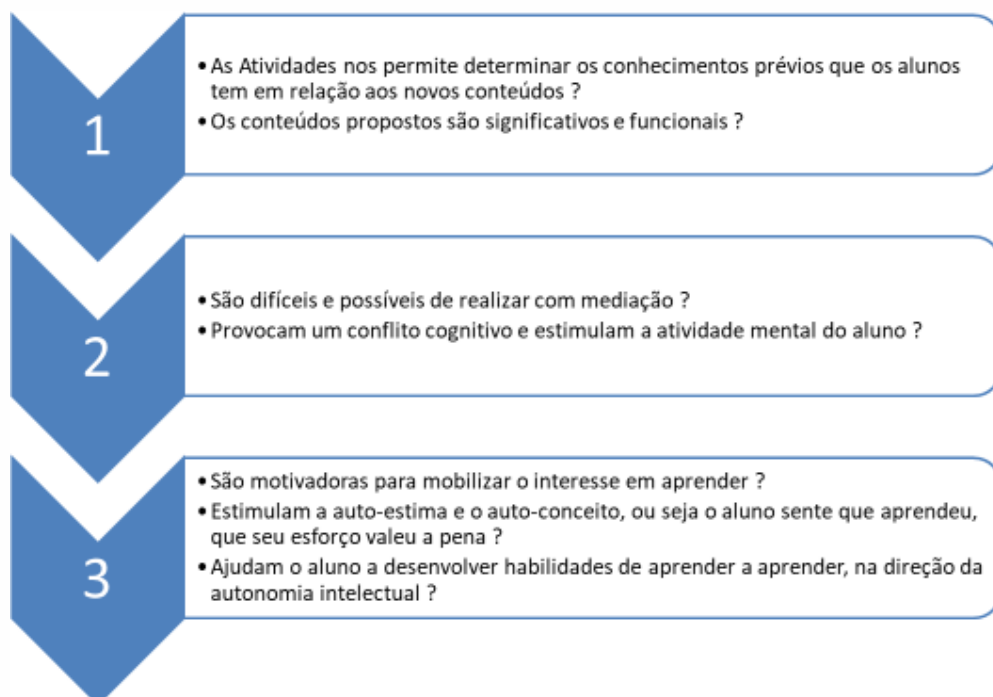 1
• As Atividades nos permite determinar os conhecimentos prévios que os alunos
tem em relação aos novos conteúdos ?
• Os conteúdos propostos são significativos e funcionais ?
2
• São difíceis e possíveis de realizar com mediação ?
• Provocam um conflito cognitivo e estimulam a atividade mental do aluno ?
3
• São motivadoras para mobilizar o interesse em aprender ?
• Estimulam a auto-estima e o auto-conceito, ou seja o aluno sente que aprendeu,
que seu esforço valeu a pena ?
• Ajudam o aluno a desenvolver habilidades de aprender a aprender, na direção da
autonomia intelectual ?